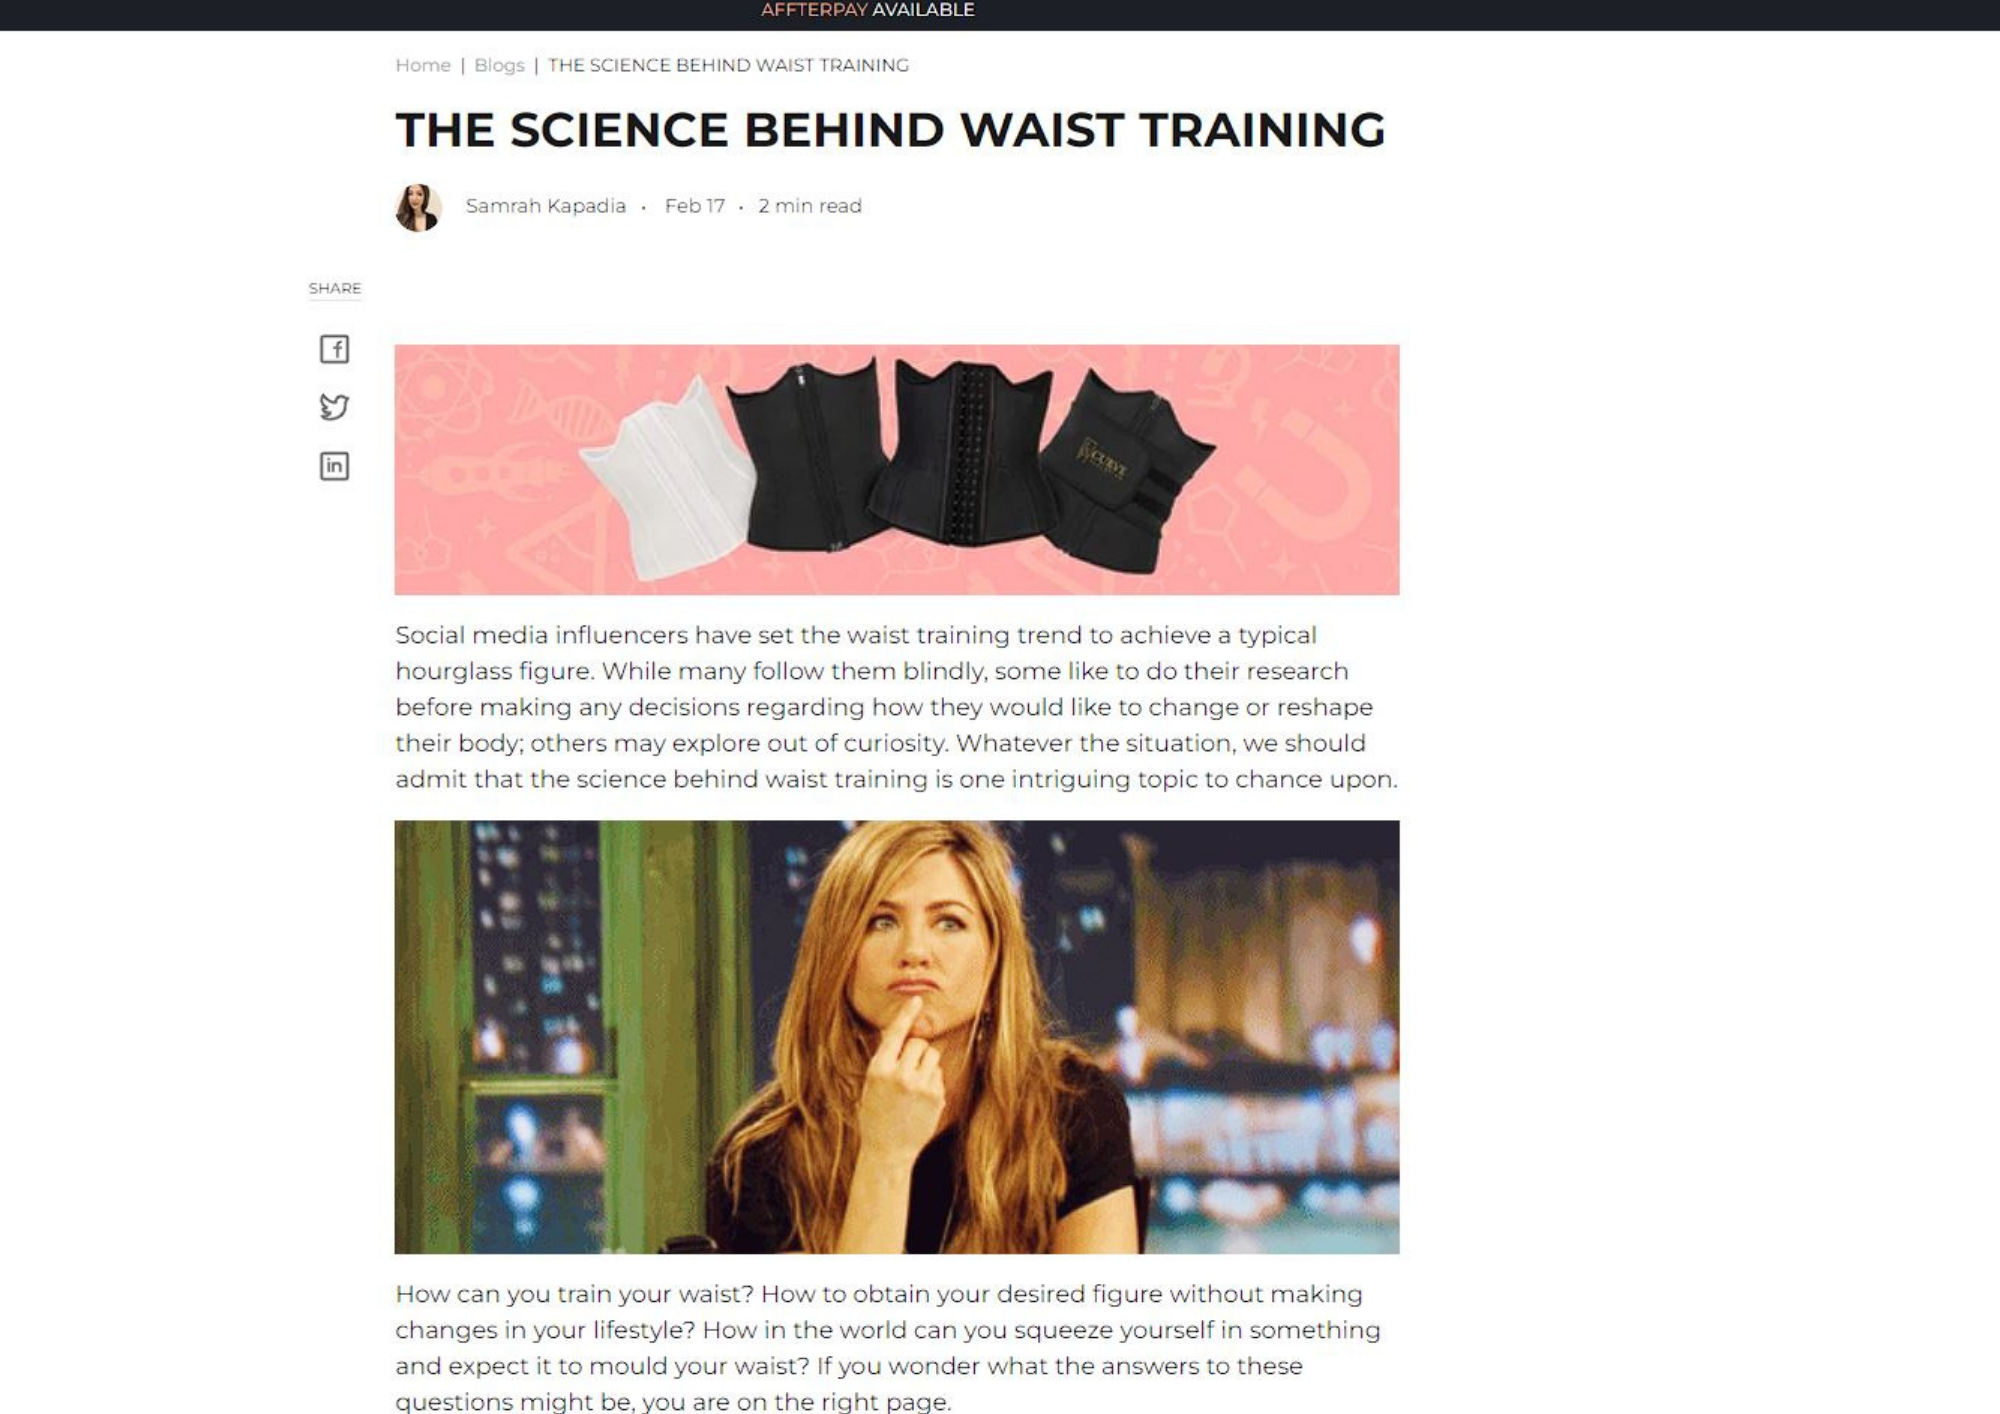 AFFTERPAY AVAILABLE
Home | Blogs | THE SCIENCE BEHIND WAIST TRAINING
THE SCIENCE BEHIND WAIST TRAINING
Samrah Kapadia · Feb 17 · 2 min read
SHARE
CURVE
Social media influencers have set the waist training trend to achieve a typical
hourglass figure. While many follow them blindly, some like to do their research
before making any decisions regarding how they would like to change or reshape
their body; others may explore out of curiosity. Whatever the situation, we should
admit that the science behind waist training is one intriguing topic to chance upon.
How can you train your waist? How to obtain your desired figure without making
changes in your lifestyle? How in the world can you squeeze yourself in something
and expect it to mould your waist? If you wonder what the answers to these
questions might be, you are on the right page.